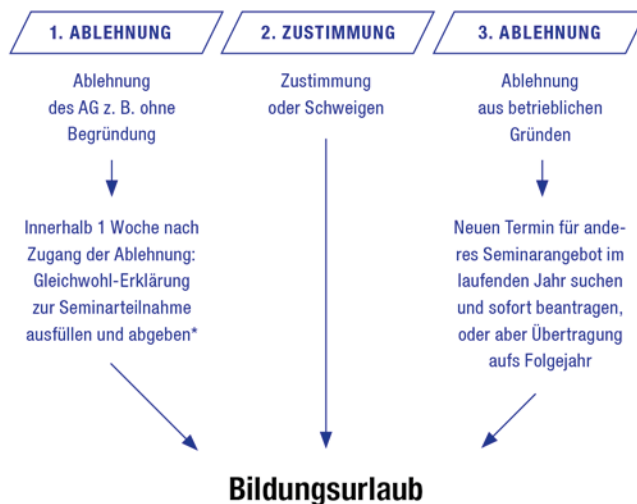 1. ABLEHNUNG
2. ZUSTIMMUNG
3. ABLEHNUNG
Ablehnung
des AG z. B. ohne
Begründung
Zustimmung
oder Schweigen
Ablehnung
aus betrieblichen
Gründen
Innerhalb 1 Woche nach
Zugang der Ablehnung:
Gleichwohl-Erklärung
zur Seminarteilnahme
ausfüllen und abgeben*
Neuen Termin für ande-
res Seminarangebot im
laufenden Jahr suchen
und sofort beantragen,
oder aber Übertragung
aufs Folgejahr
Bildungsurlaub